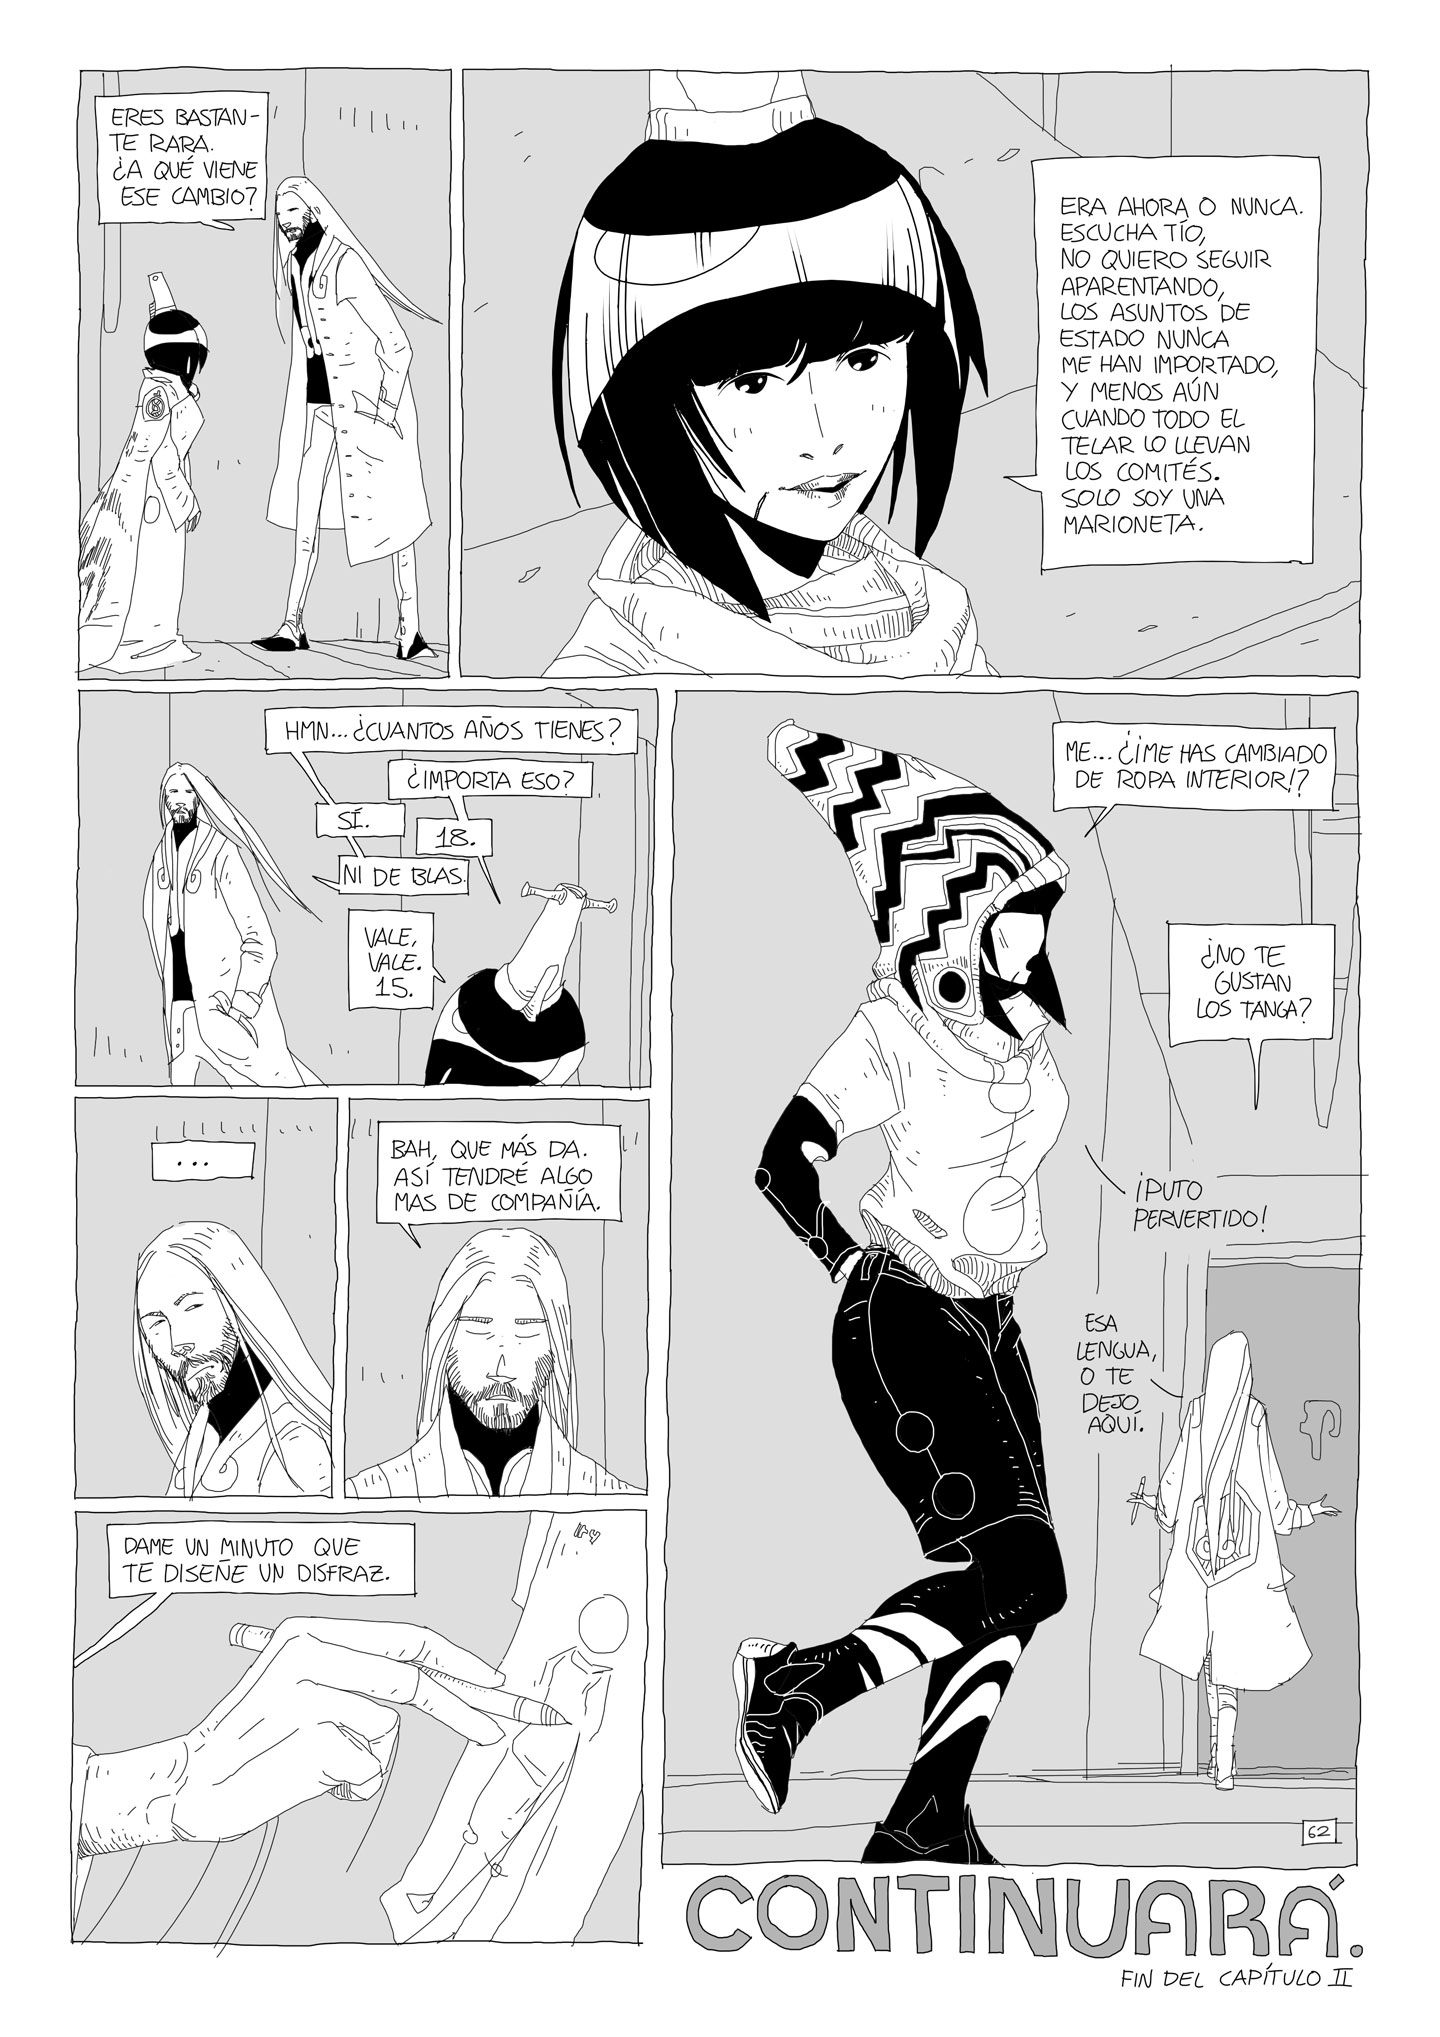 ERES BASTAN-
TE RARA.
¿A QUÉ VIENE
ESE CAMBIO?
ERA AHORA O NUNCA.
ESCUCHA TÍO,
NO QUIERO SEGUIR
APARENTANDO,
LOS ASUNTOS DE
ESTADO NUNCA
ME HAN IMPORTADO,
Y MENOS AÚN
CUANDO TODO EL
TELAR LO LLEVAN
LOS COMITÉS.
SOLO SOY UNA
MARIONETA.
HMN... ¿CUANTOS AÑOS TIENES?
¿IMPORTA ESO?
SÍ.
18.
NI DE BLAS.
VALE,
VALE.
15.
...
BAH, QUE MÁS DA.
ASÍ TENDRÉ ALGO
MAS DE COMPAÑÍA.
DAME UN MINUTO QUE
TE DISEÑE UN DISFRAZ.
ME... ¿¡ME HAS CAMBIADO
DE ROPA INTERIOR!?
¿NO TE
GUSTAN
LOS TANGA?
¡PUTO
PERVERTIDO!
ESA
LENGUA,
O TE
DEJO
AQUÍ.
62
CONTINUARÁ.
FIN DEL CAPÍTULO II